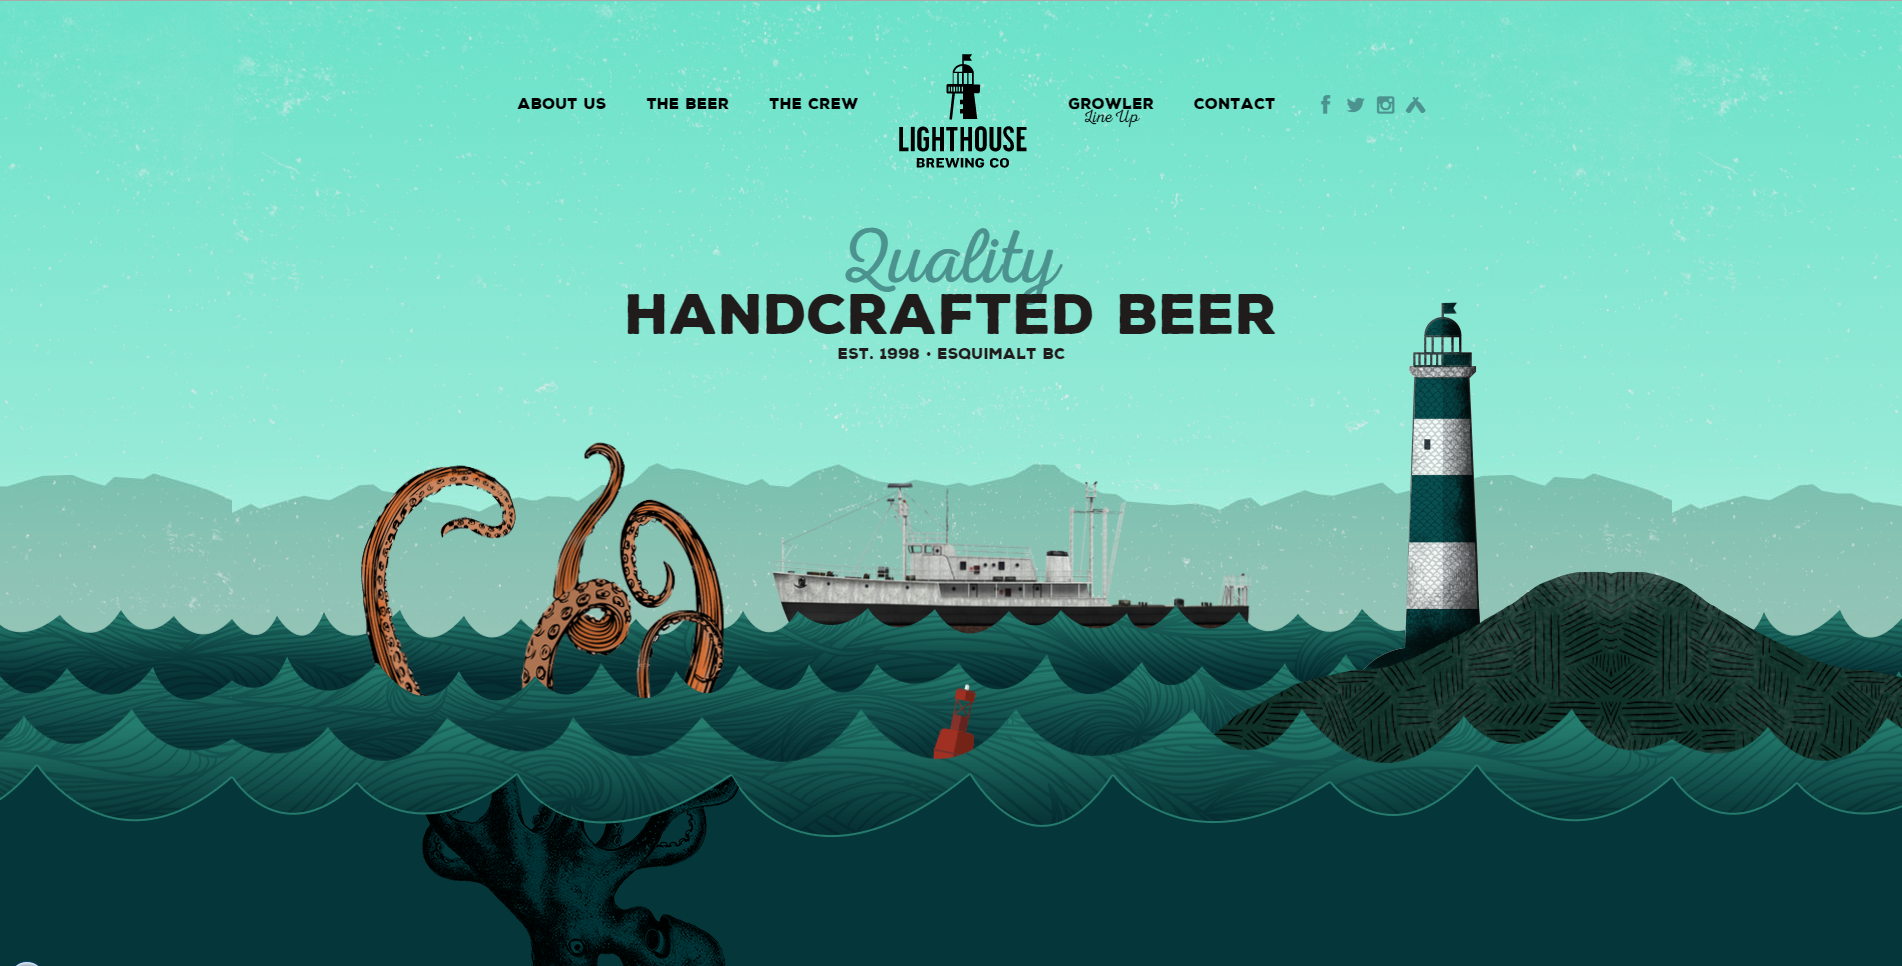 ABOUT US
THE BEER
THE CREW
LIGHTHOUSE
BREWING CO
GROWLER
Line Up
CONTACT
Quality
HANDCRAFTED BEER
EST. 1998 • ESQUIMALT BC